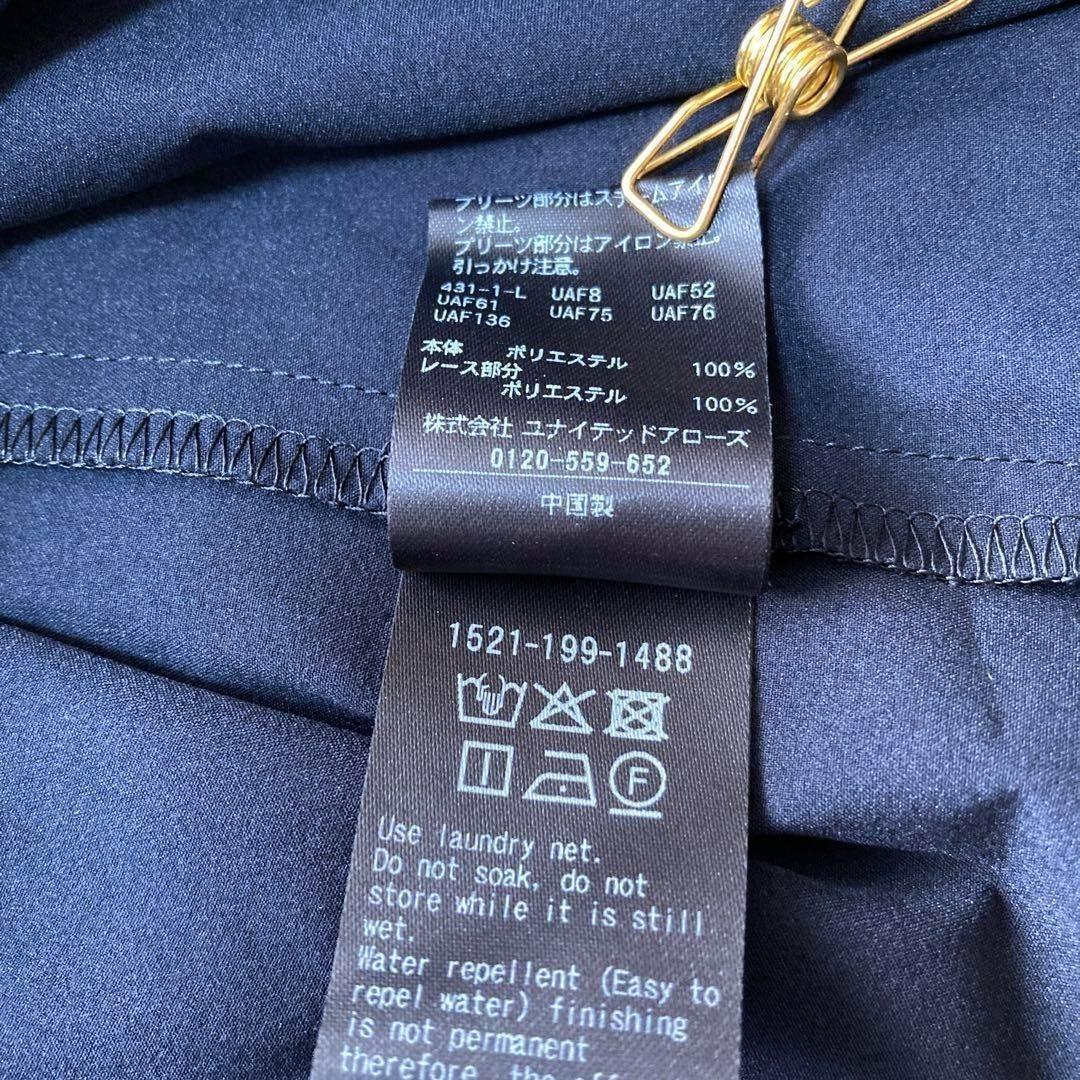 プリーツ部分はスチームアイロ
ン禁止。
プリーツ部分はアイロン禁止。
引っかけ注意。
431-1-L UAF8 UAF52
UAF61 UAF75 UAF76
UAF136
本体 ポリエステル 100%
レース部分
ポリエステル 100%
株式会社 ユナイテッドアローズ
0120-559-652
中国製
1521-199-1488
F
Use laundry net.
Do not soak, do not
store while it is still
wet.
Water repellent (Easy to
repel water) finishing
is not permanent
therefore, the